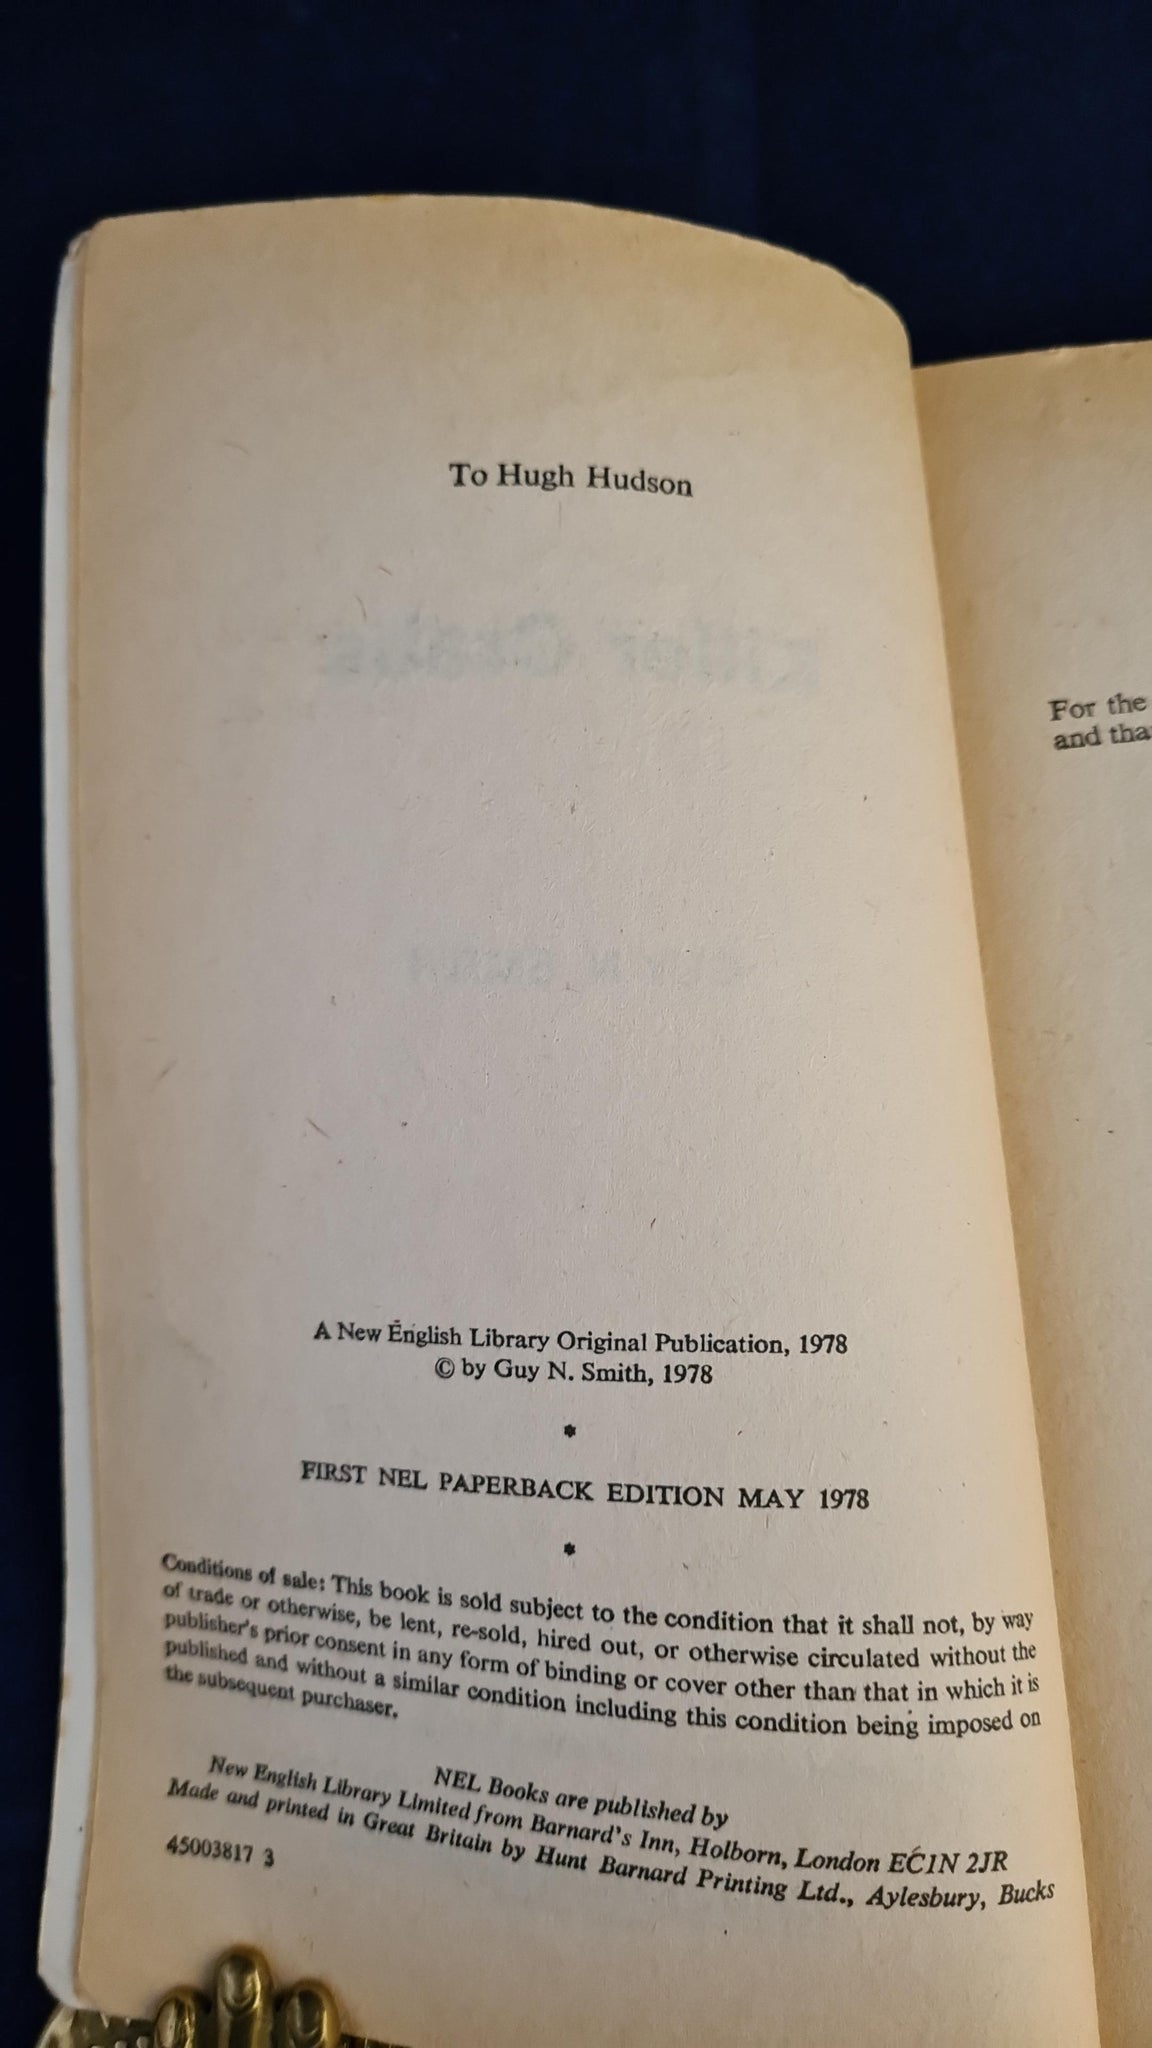 To Hugh Hudson
A New English Library Original Publication, 1978
© by Guy N. Smith, 1978
*
FIRST NEL PAPERBACK EDITION MAY 1978
*
Conditions of sale: This book is sold subject to the condition that it shall not, by way
of trade or otherwise, be lent, re-sold, hired out, or otherwise circulated without the
publisher's prior consent in any form of binding or cover other than that in which it is
published and without a similar condition including this condition being imposed on
the subsequent purchaser.
NEL Books are published by
New English Library Limited from Barnard's Inn, Holborn, London EC1N 2JR
Made and printed in Great Britain by Hunt Barnard Printing Ltd., Aylesbury, Bucks
45003817 3
For the
and tha